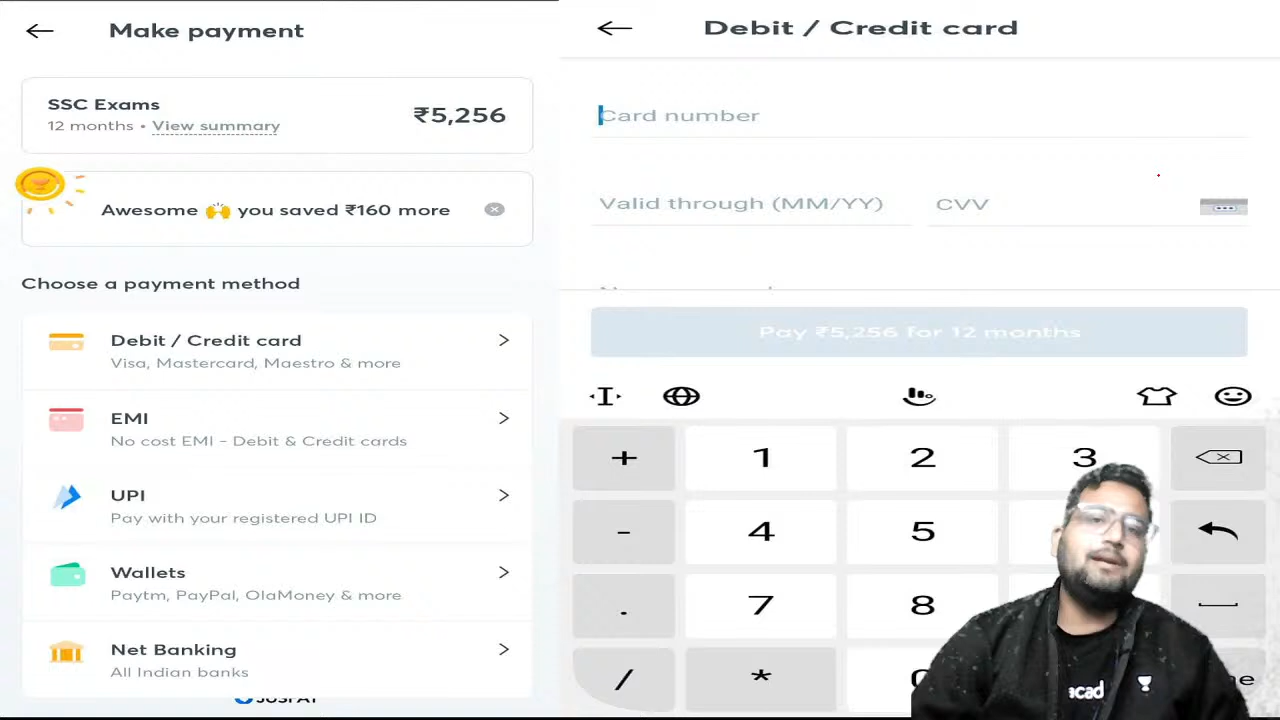 Make payment
SSC Exams
12 months • View summary
₹5,256
Awesome 🙌 you saved ₹160 more
Choose a payment method
Debit / Credit card
Visa, Mastercard, Maestro & more
EMI
No cost EMI - Debit & Credit cards
UPI
Pay with your registered UPI ID
Wallets
Paytm, PayPal, OlaMoney & more
Net Banking
All Indian banks
JUSPAY
Debit / Credit card
Card number
Valid through (MM/YY)
CVV
Pay ₹5,256 for 12 months
+ 1 2 3
- 4 5
. 7 8
/ *
acad